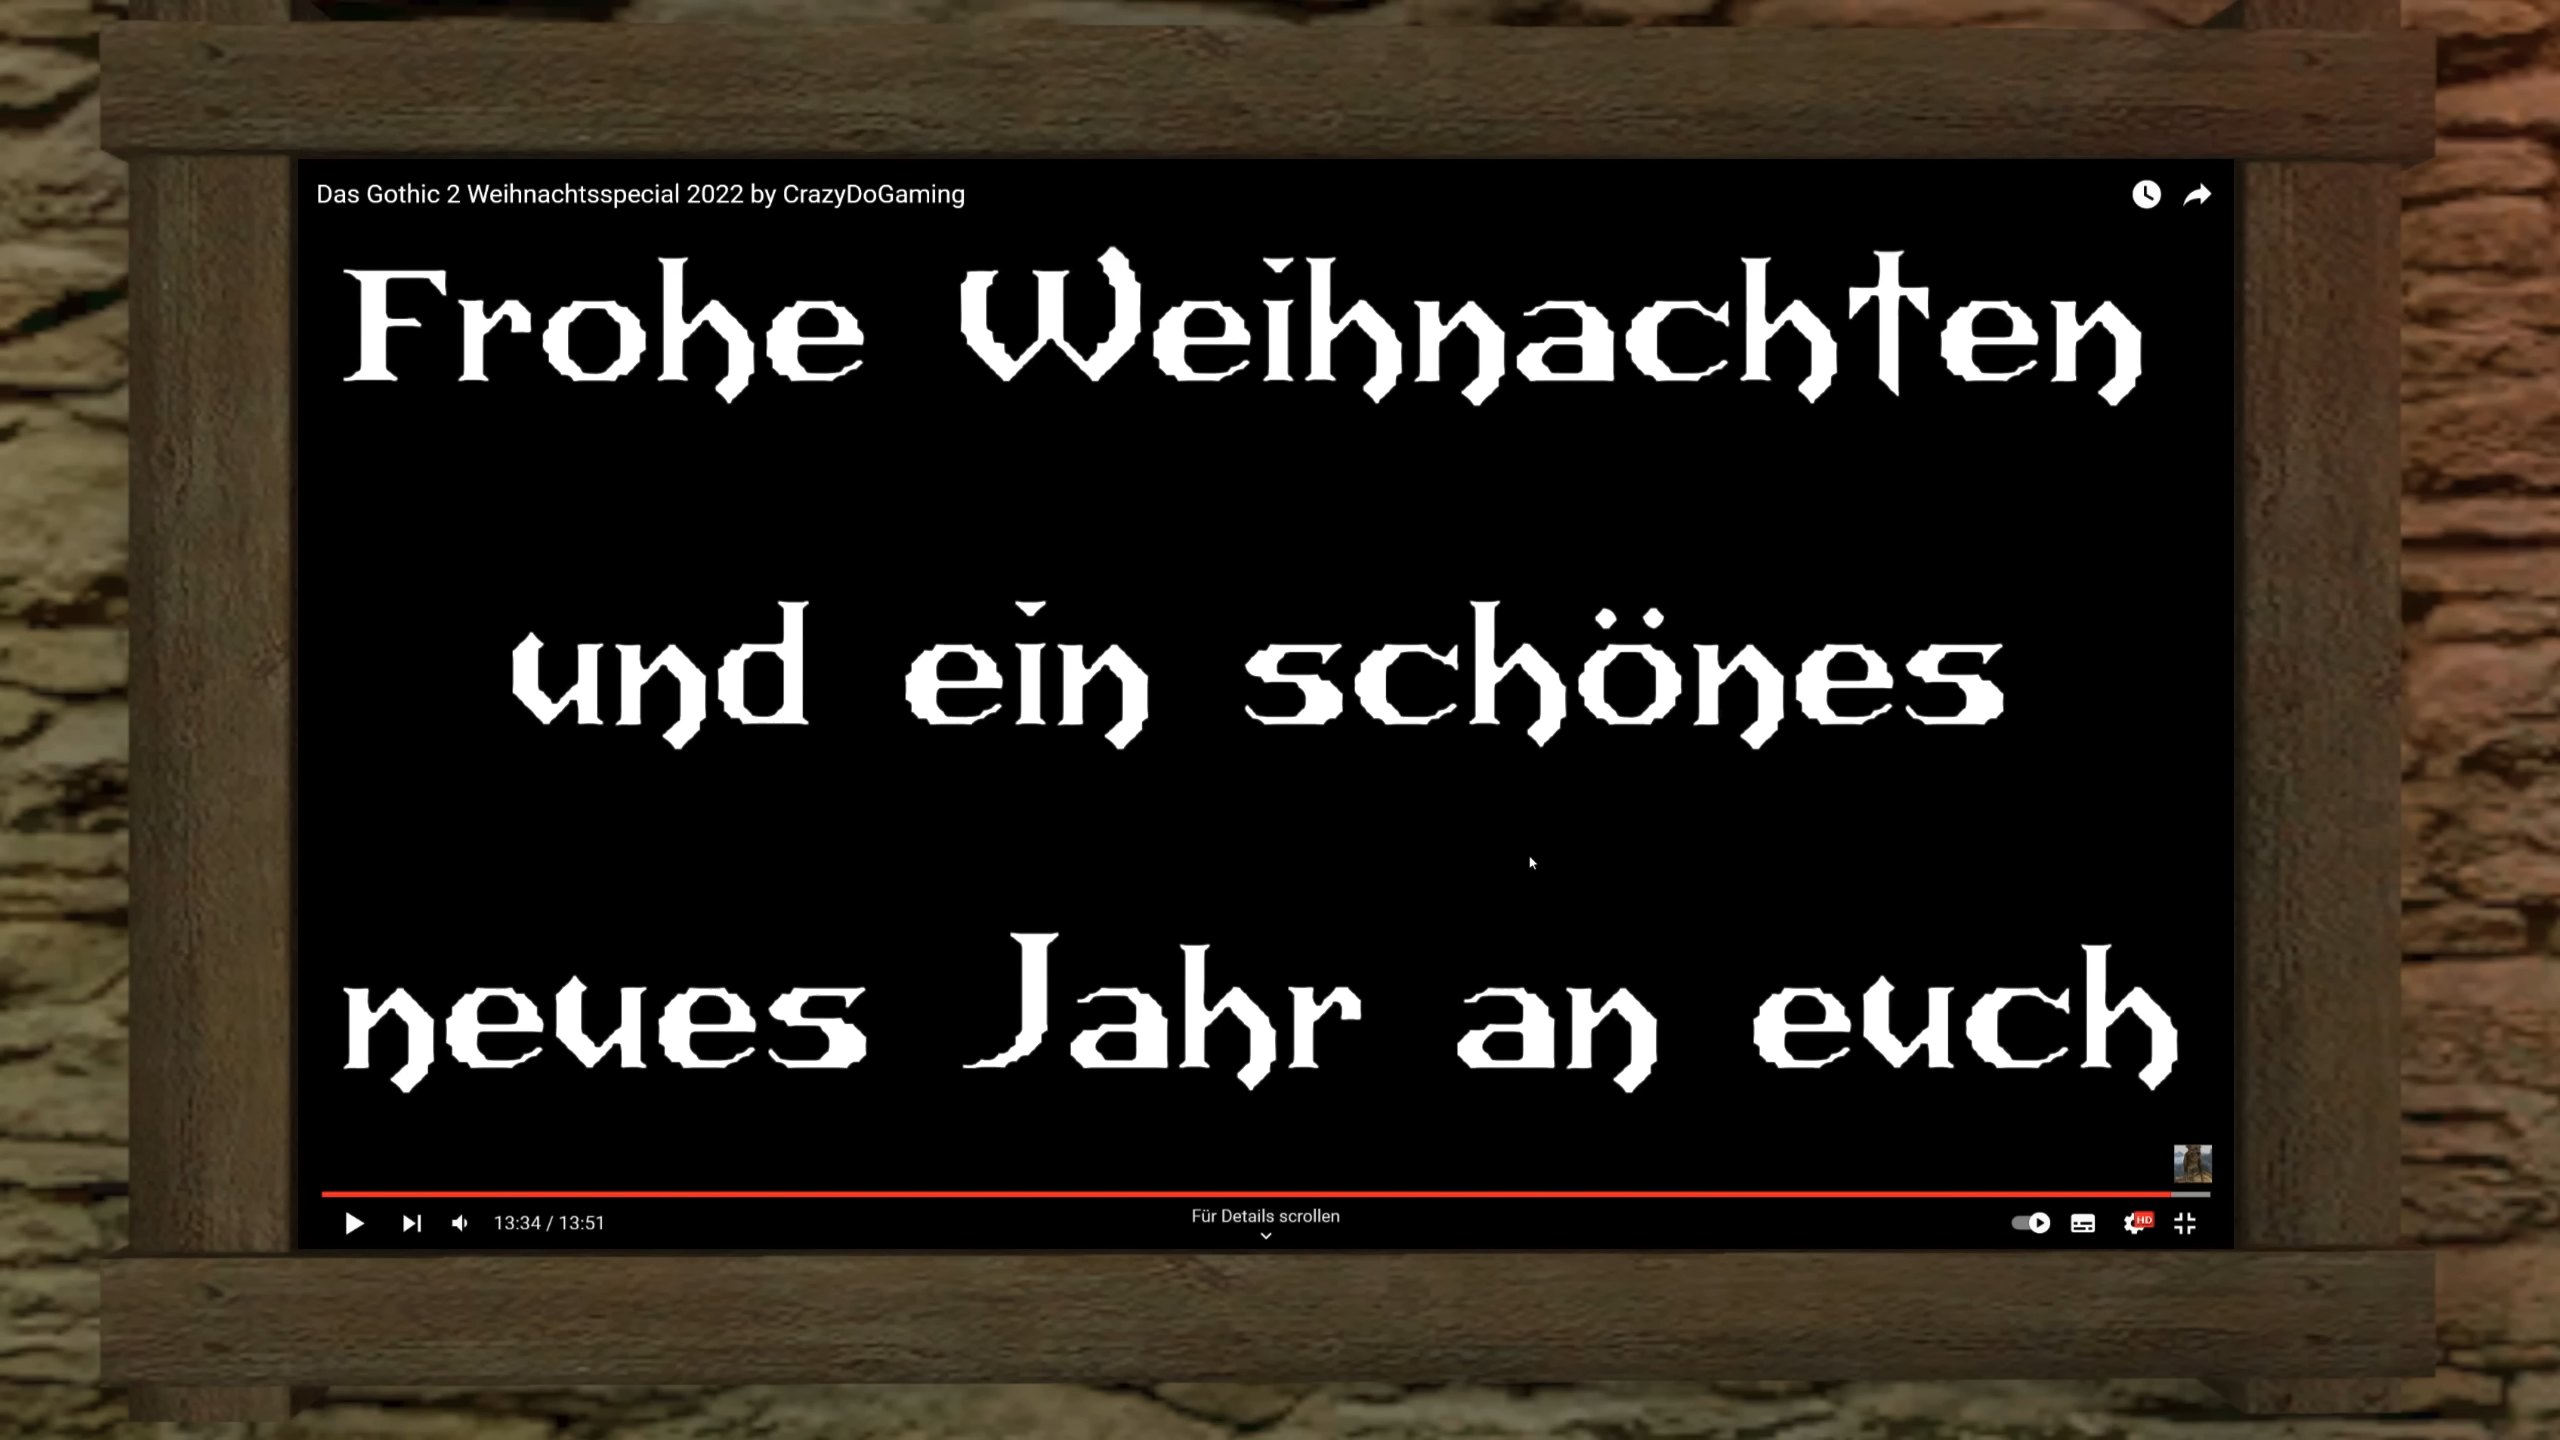 Das Gothic 2 Weihnachtsspecial 2022 by CrazyDoGaming
Frohe Weihnachten
und ein schönes
neues Jahr an euch
13:34 / 13:51
Für Details scrollen
HD